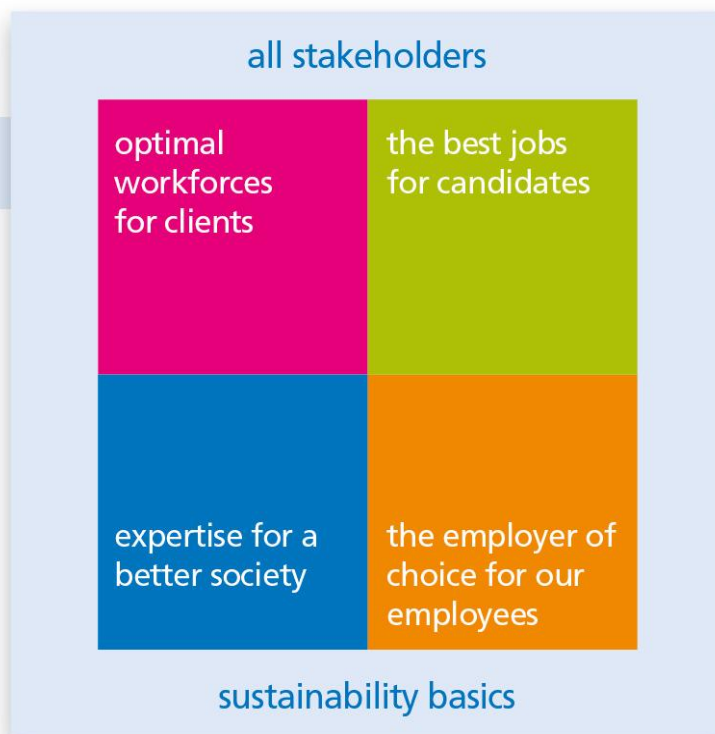 all stakeholders
optimal
workforces
for clients
the best jobs
for candidates
expertise for a
better society
the employer of
choice for our
employees
sustainability basics